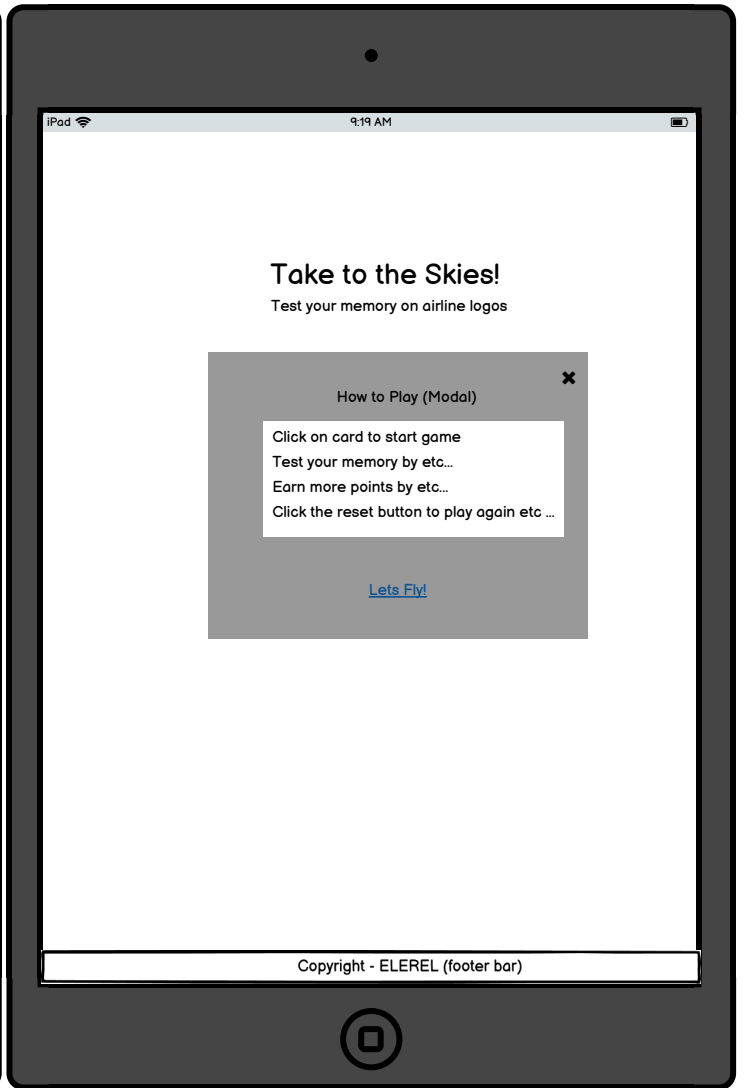 iPad 9:19 AM
Take to the Skies!
Test your memory on airline logos
How to Play (Modal)
Click on card to start game
Test your memory by etc...
Earn more points by etc...
Click the reset button to play again etc ...
Lets Fly!
Copyright - ELEREL (footer bar)